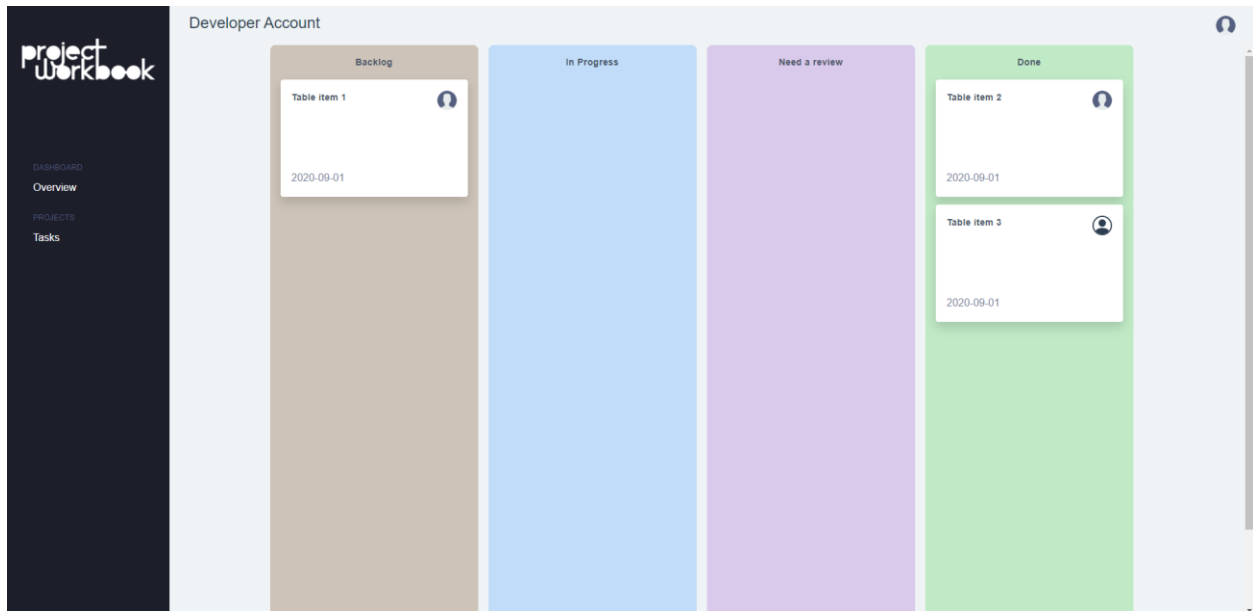 Developer Account
project
workbook
DASHBOARD
Overview
PROJECTS
Tasks
Backlog
Table item 1
2020-09-01
In Progress
Need a review
Done
Table item 2
2020-09-01
Table item 3
2020-09-01